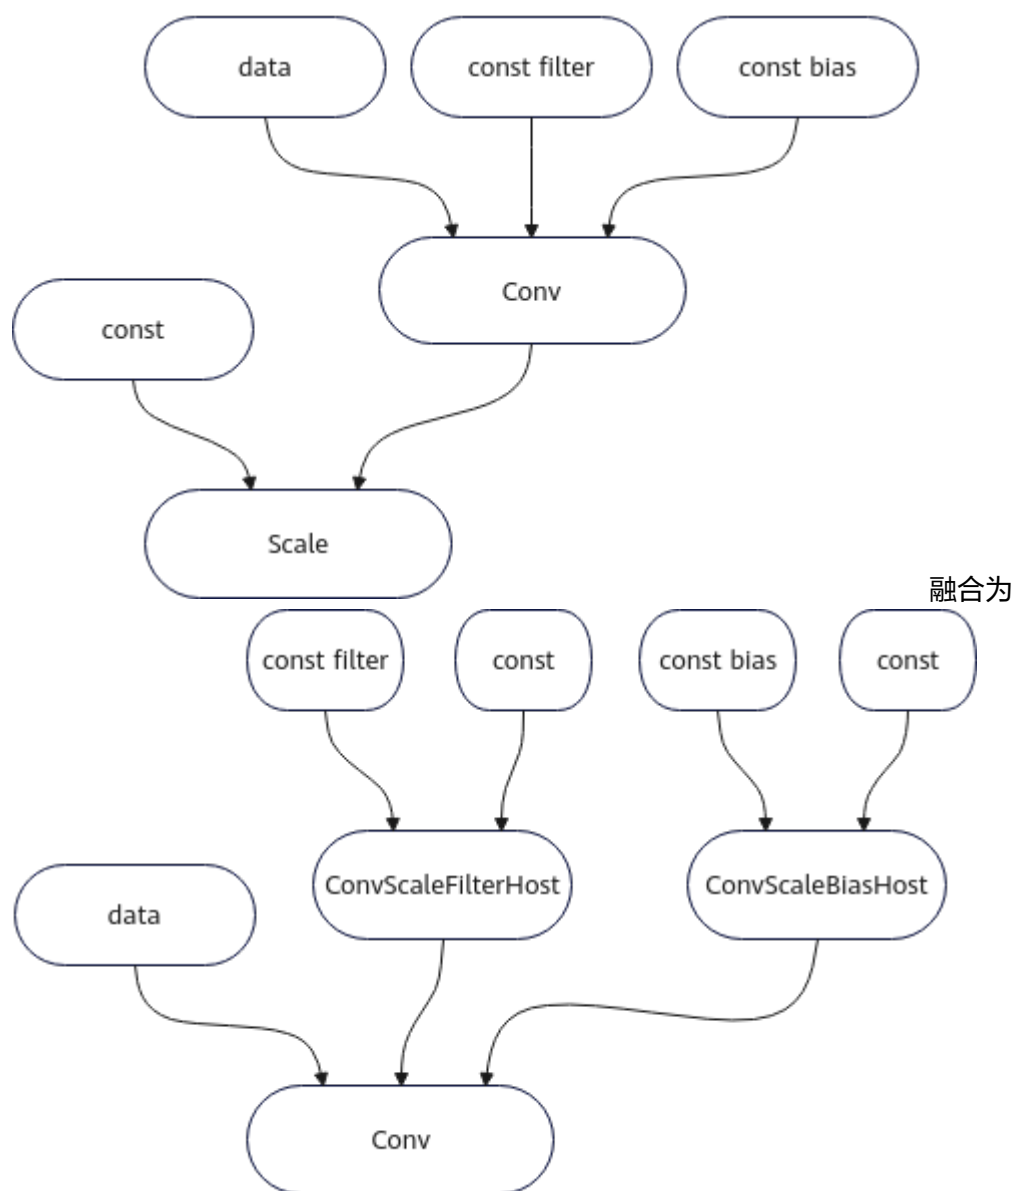 data
const filter
const bias
Conv
const
Scale
融合为
const filter
const
const bias
const
ConvScaleFilterHost
ConvScaleBiasHost
data
Conv